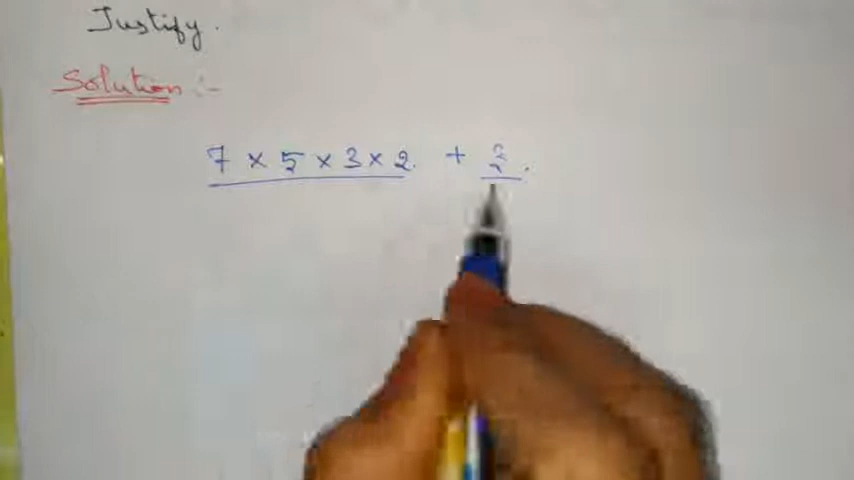 Justify.
Solution :-
7 × 5 × 3 × 2 +